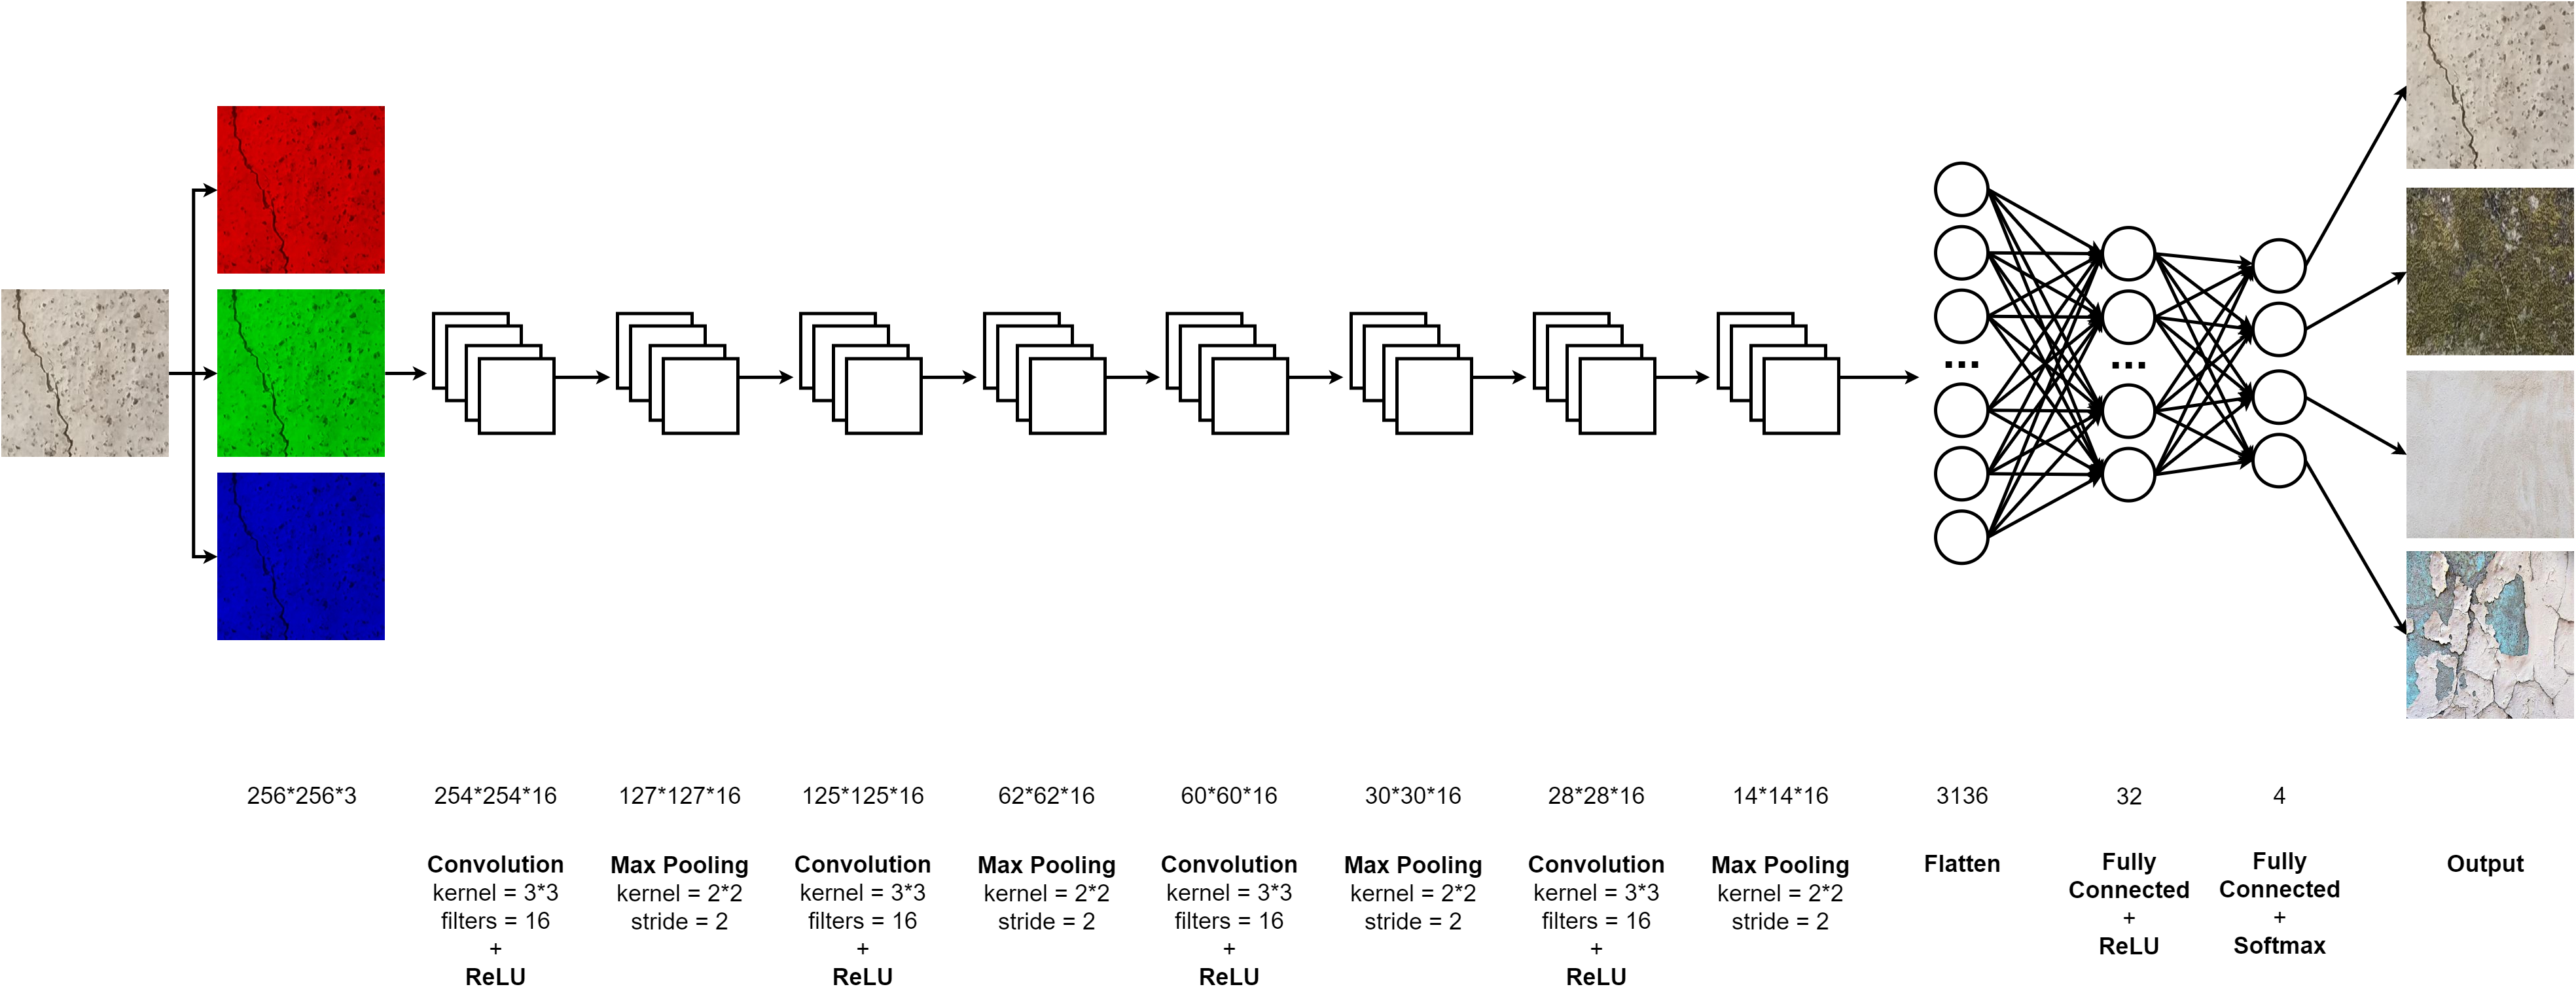 256*256*3
254*254*16
127*127*16
125*125*16
62*62*16
60*60*16
30*30*16
28*28*16
14*14*16
3136
32
4
Convolution
kernel = 3*3
filters = 16
+
ReLU
Max Pooling
kernel = 2*2
stride = 2
Convolution
kernel = 3*3
filters = 16
+
ReLU
Max Pooling
kernel = 2*2
stride = 2
Convolution
kernel = 3*3
filters = 16
+
ReLU
Max Pooling
kernel = 2*2
stride = 2
Convolution
kernel = 3*3
filters = 16
+
ReLU
Max Pooling
kernel = 2*2
stride = 2
Flatten
Fully
Connected
+
ReLU
Fully
Connected
+
Softmax
Output